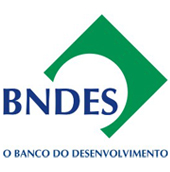 BNDES
O BANCO DO DESENVOLVIMENTO